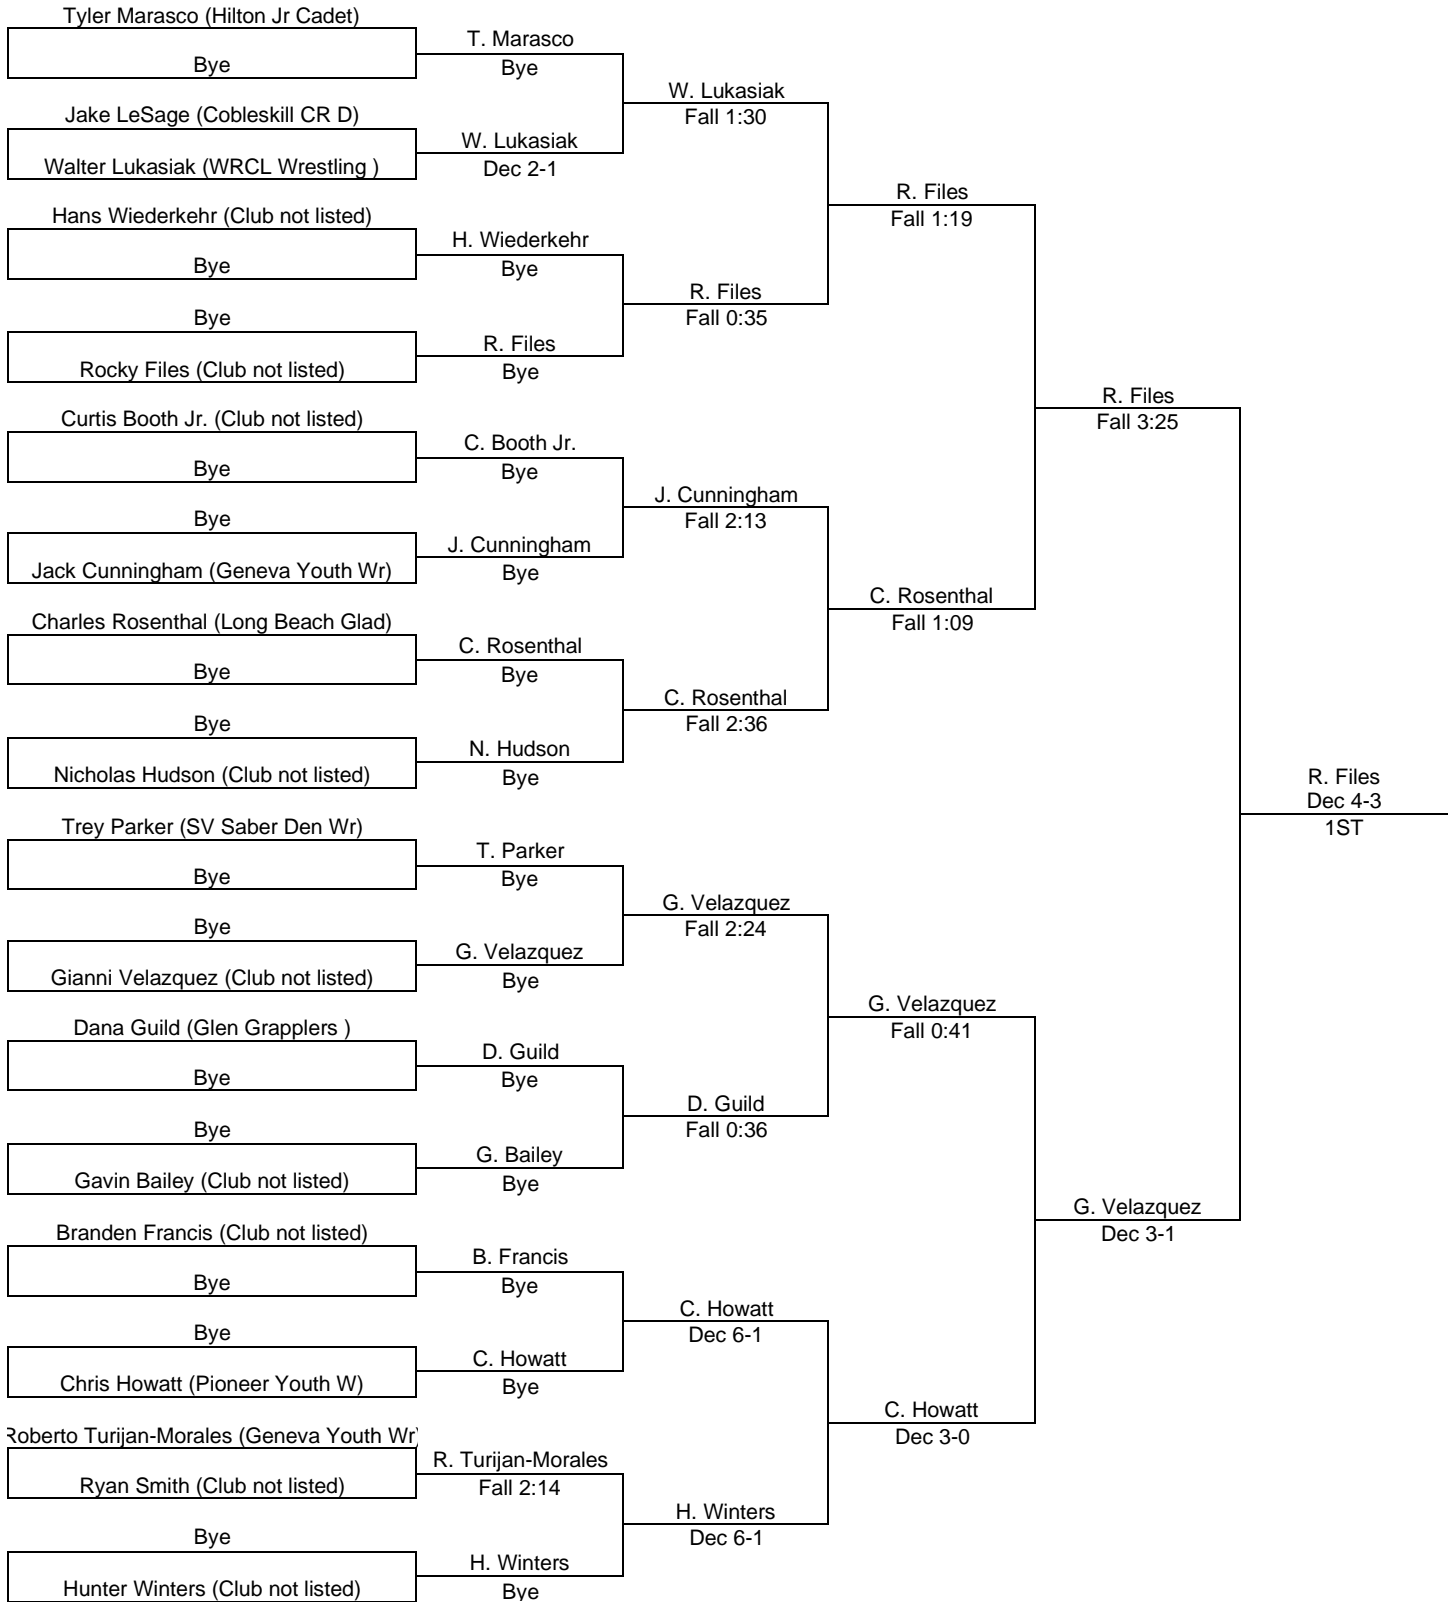 Tyler Marasco (Hilton Jr Cadet)
Bye
Jake LeSage (Cobleskill CR D)
Walter Lukasiak (WRCL Wrestling )
Hans Wiederkehr (Club not listed)
Bye
Bye
Rocky Files (Club not listed)
Curtis Booth Jr. (Club not listed)
Bye
Bye
Jack Cunningham (Geneva Youth Wr)
Charles Rosenthal (Long Beach Glad)
Bye
Bye
Nicholas Hudson (Club not listed)
Trey Parker (SV Saber Den Wr)
Bye
Bye
Gianni Velazquez (Club not listed)
Dana Guild (Glen Grapplers )
Bye
Bye
Gavin Bailey (Club not listed)
Branden Francis (Club not listed)
Bye
Bye
Chris Howatt (Pioneer Youth W)
Roberto Turijan-Morales (Geneva Youth Wr)
Ryan Smith (Club not listed)
Bye
Hunter Winters (Club not listed)
T. Marasco
Bye
W. Lukasiak
Dec 2-1
H. Wiederkehr
Bye
R. Files
Bye
C. Booth Jr.
Bye
J. Cunningham
Bye
C. Rosenthal
Bye
N. Hudson
Bye
T. Parker
Bye
G. Velazquez
Bye
D. Guild
Bye
G. Bailey
Bye
B. Francis
Bye
C. Howatt
Bye
R. Turijan-Morales
Fall 2:14
H. Winters
Bye
W. Lukasiak
Fall 1:30
R. Files
Fall 0:35
J. Cunningham
Fall 2:13
C. Rosenthal
Fall 2:36
G. Velazquez
Fall 2:24
D. Guild
Fall 0:36
C. Howatt
Dec 6-1
H. Winters
Dec 6-1
R. Files
Fall 1:19
C. Rosenthal
Fall 1:09
G. Velazquez
Fall 0:41
C. Howatt
Dec 3-0
R. Files
Fall 3:25
G. Velazquez
Dec 3-1
R. Files
Dec 4-3
1ST